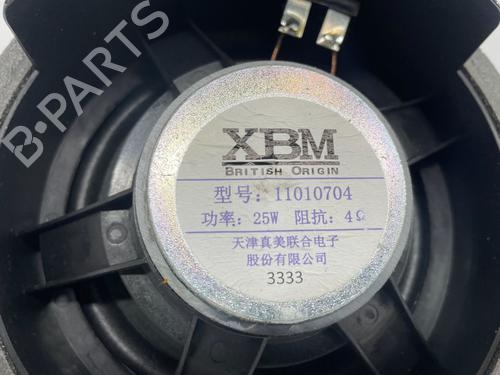 B-PARTS
XBM
BRITISH ORIGIN
型号: 11010704
功率: 25W 阻抗: 4Ω
天津真美联合电子
股份有限公司
3333